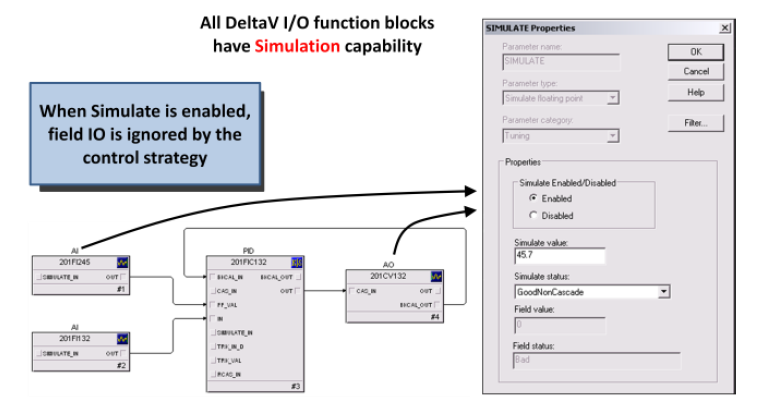 All DeltaV I/O function blocks
have Simulation capability
When Simulate is enabled,
field IO is ignored by the
control strategy
AI
201FI245
SIMULATE_IN OUT
#1
AI
201FI132
SIMULATE_IN OUT
#2
PID
201FIC132
BKCAL_IN BKCAL_OUT
CAS_IN OUT
FF_VAL
IN
SIMULATE_IN
TRK_IN_D
TRK_VAL
RCAS_IN
#3
AO
201CV132
CAS_IN OUT
BKCAL_OUT
#4
SIMULATE Properties
Parameter name:
SIMULATE
Parameter type:
Simulate floating point
Parameter category:
Tuning
OK
Cancel
Help
Filter...
Properties
Simulate Enabled/Disabled
Enabled
Disabled
Simulate value:
45.7
Simulate status:
GoodNonCascade
Field value:
0
Field status:
Bad